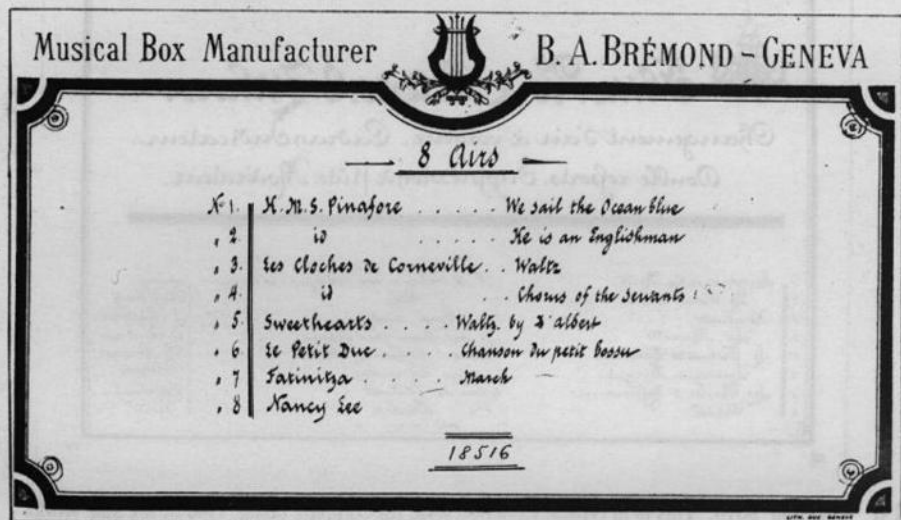 Musical Box Manufacturer B. A. BRÉMOND - GENEVA
8 Airs
No 1. H. M. S. Pinafore . . . . . We sail the Ocean blue
" 2. id . . . . . He is an Englishman
" 3. Les Cloches de Corneville . . Waltz
" 4. id . . Chorus of the servants
" 5. Sweethearts . . . . Waltz. by D'albert
" 6. Le Petit Duc . . . . Chanson du petit bossu
" 7 Fatinitza . . . . . March
" 8 Nancy Lee
18516